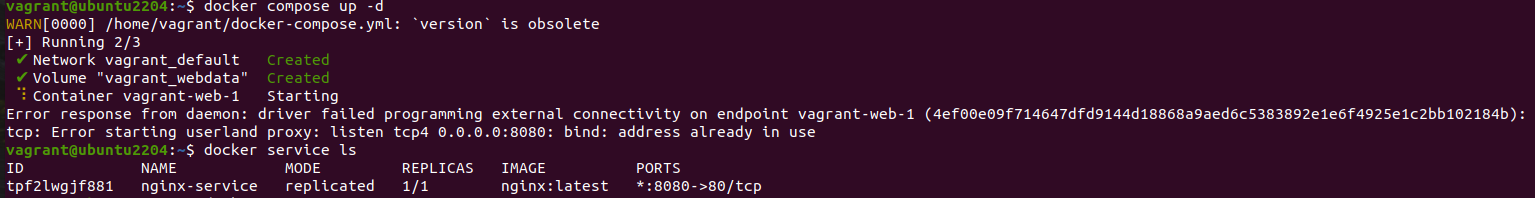 vagrant@ubuntu2204:~$ docker compose up -d
WARN[0000] /home/vagrant/docker-compose.yml: `version` is obsolete
[+] Running 2/3
✔ Network vagrant_default   Created
✔ Volume "vagrant_webdata"   Created
⠹ Container vagrant-web-1   Starting
Error response from daemon: driver failed programming external connectivity on endpoint vagrant-web-1 (4ef00e09f714647dfd9144d18868a9aed6c5383892e1e6f4925e1c2bb102184b):
tcp: Error starting userland proxy: listen tcp4 0.0.0.0:8080: bind: address already in use
vagrant@ubuntu2204:~$ docker service ls
ID             NAME            MODE         REPLICAS   IMAGE          PORTS
tpf2lwgjf881   nginx-service   replicated   1/1        nginx:latest   *:8080->80/tcp